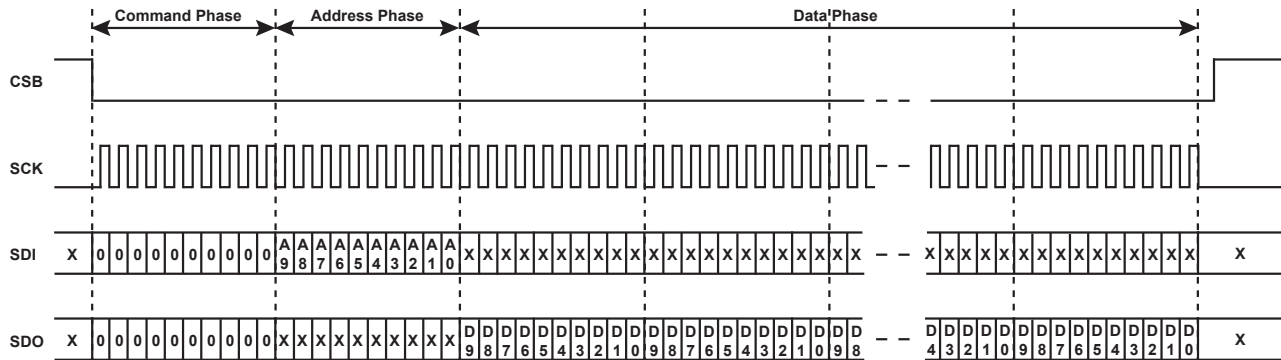 Command Phase Address Phase Data Phase
CSB
SCK
SDI X 0 0 0 0 0 0 0 0 0 0 A9 A8 A7 A6 A5 A4 A3 A2 A1 A0 X X X X X X X X X X X X X X X X X X X X X X X X X X X X X X X X X X X X X X
SDO X 0 0 0 0 0 0 0 0 0 0 X X X X X X X X X X D9 D8 D7 D6 D5 D4 D3 D2 D1 D0 D9 D8 D7 D6 D5 D4 D3 D2 D1 D0 D9 D8 D4 D3 D2 D1 D0 D9 D8 D7 D6 D5 D4 D3 D2 D1 D0 X